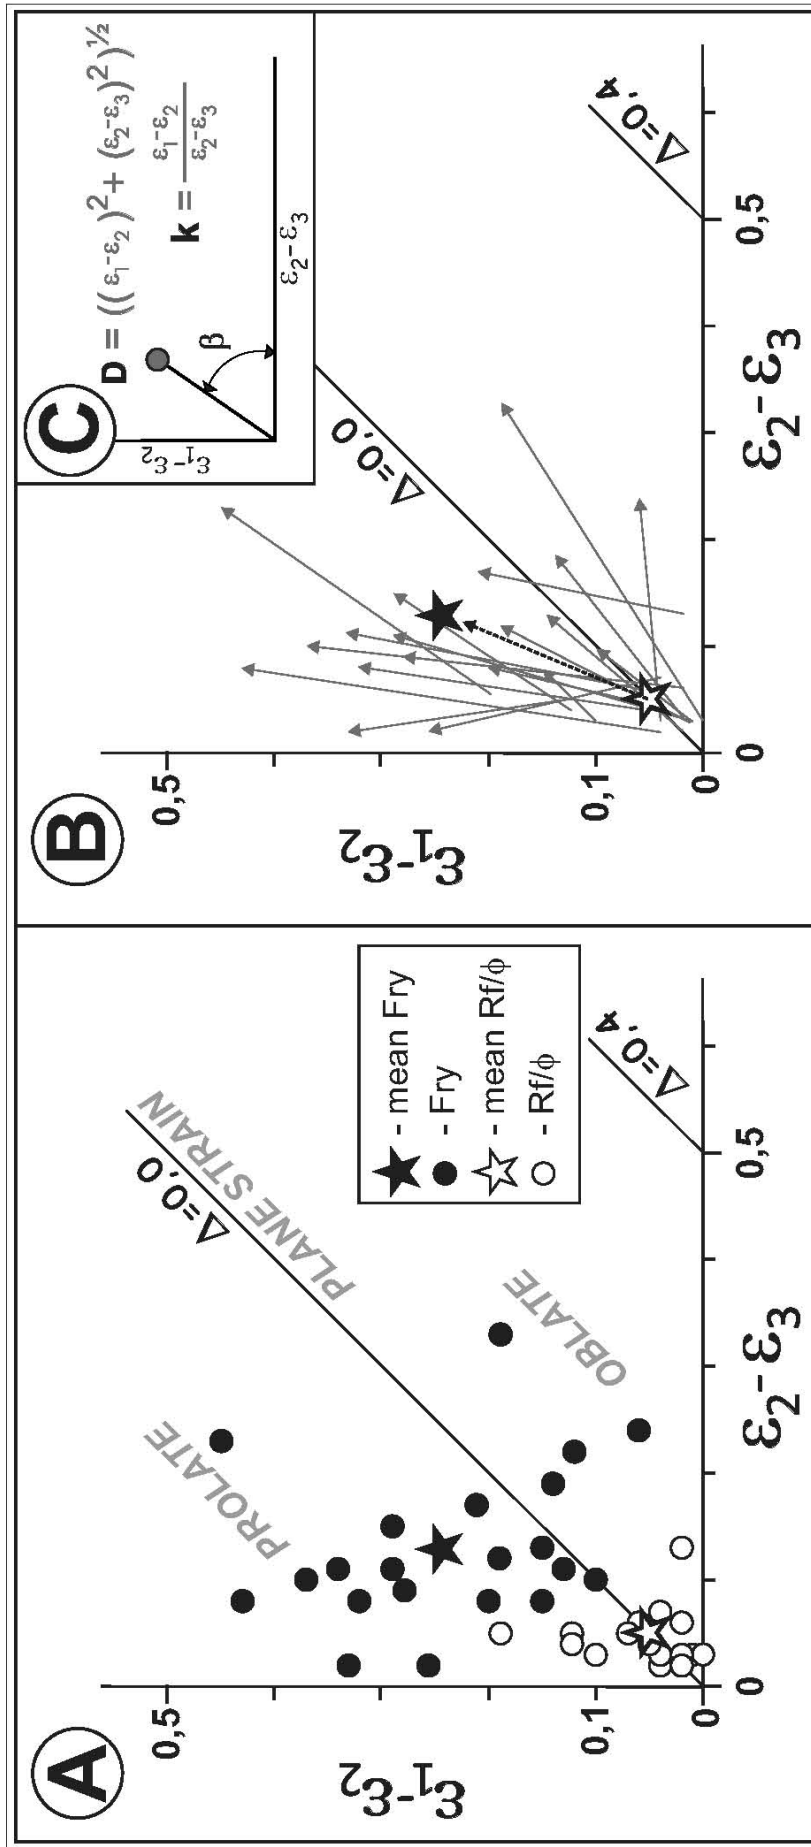 A
ε₁-ε₂
0,5
0,1
0
PROLATE
PLANE STRAIN
Δ=0,0
OBLATE
- mean Fry
- Fry
- mean Rf/ϕ
- Rf/ϕ
Δ=0,4
0,5
ε₂-ε₃
B
ε₁-ε₂
0,5
0,1
0
Δ=0,0
Δ=0,4
0
0,5
ε₂-ε₃
C
D = ((ε₁-ε₂)² + (ε₂-ε₃)²)^½
k = (ε₁-ε₂)/(ε₂-ε₃)
ε₁-ε₂
β
ε₂-ε₃